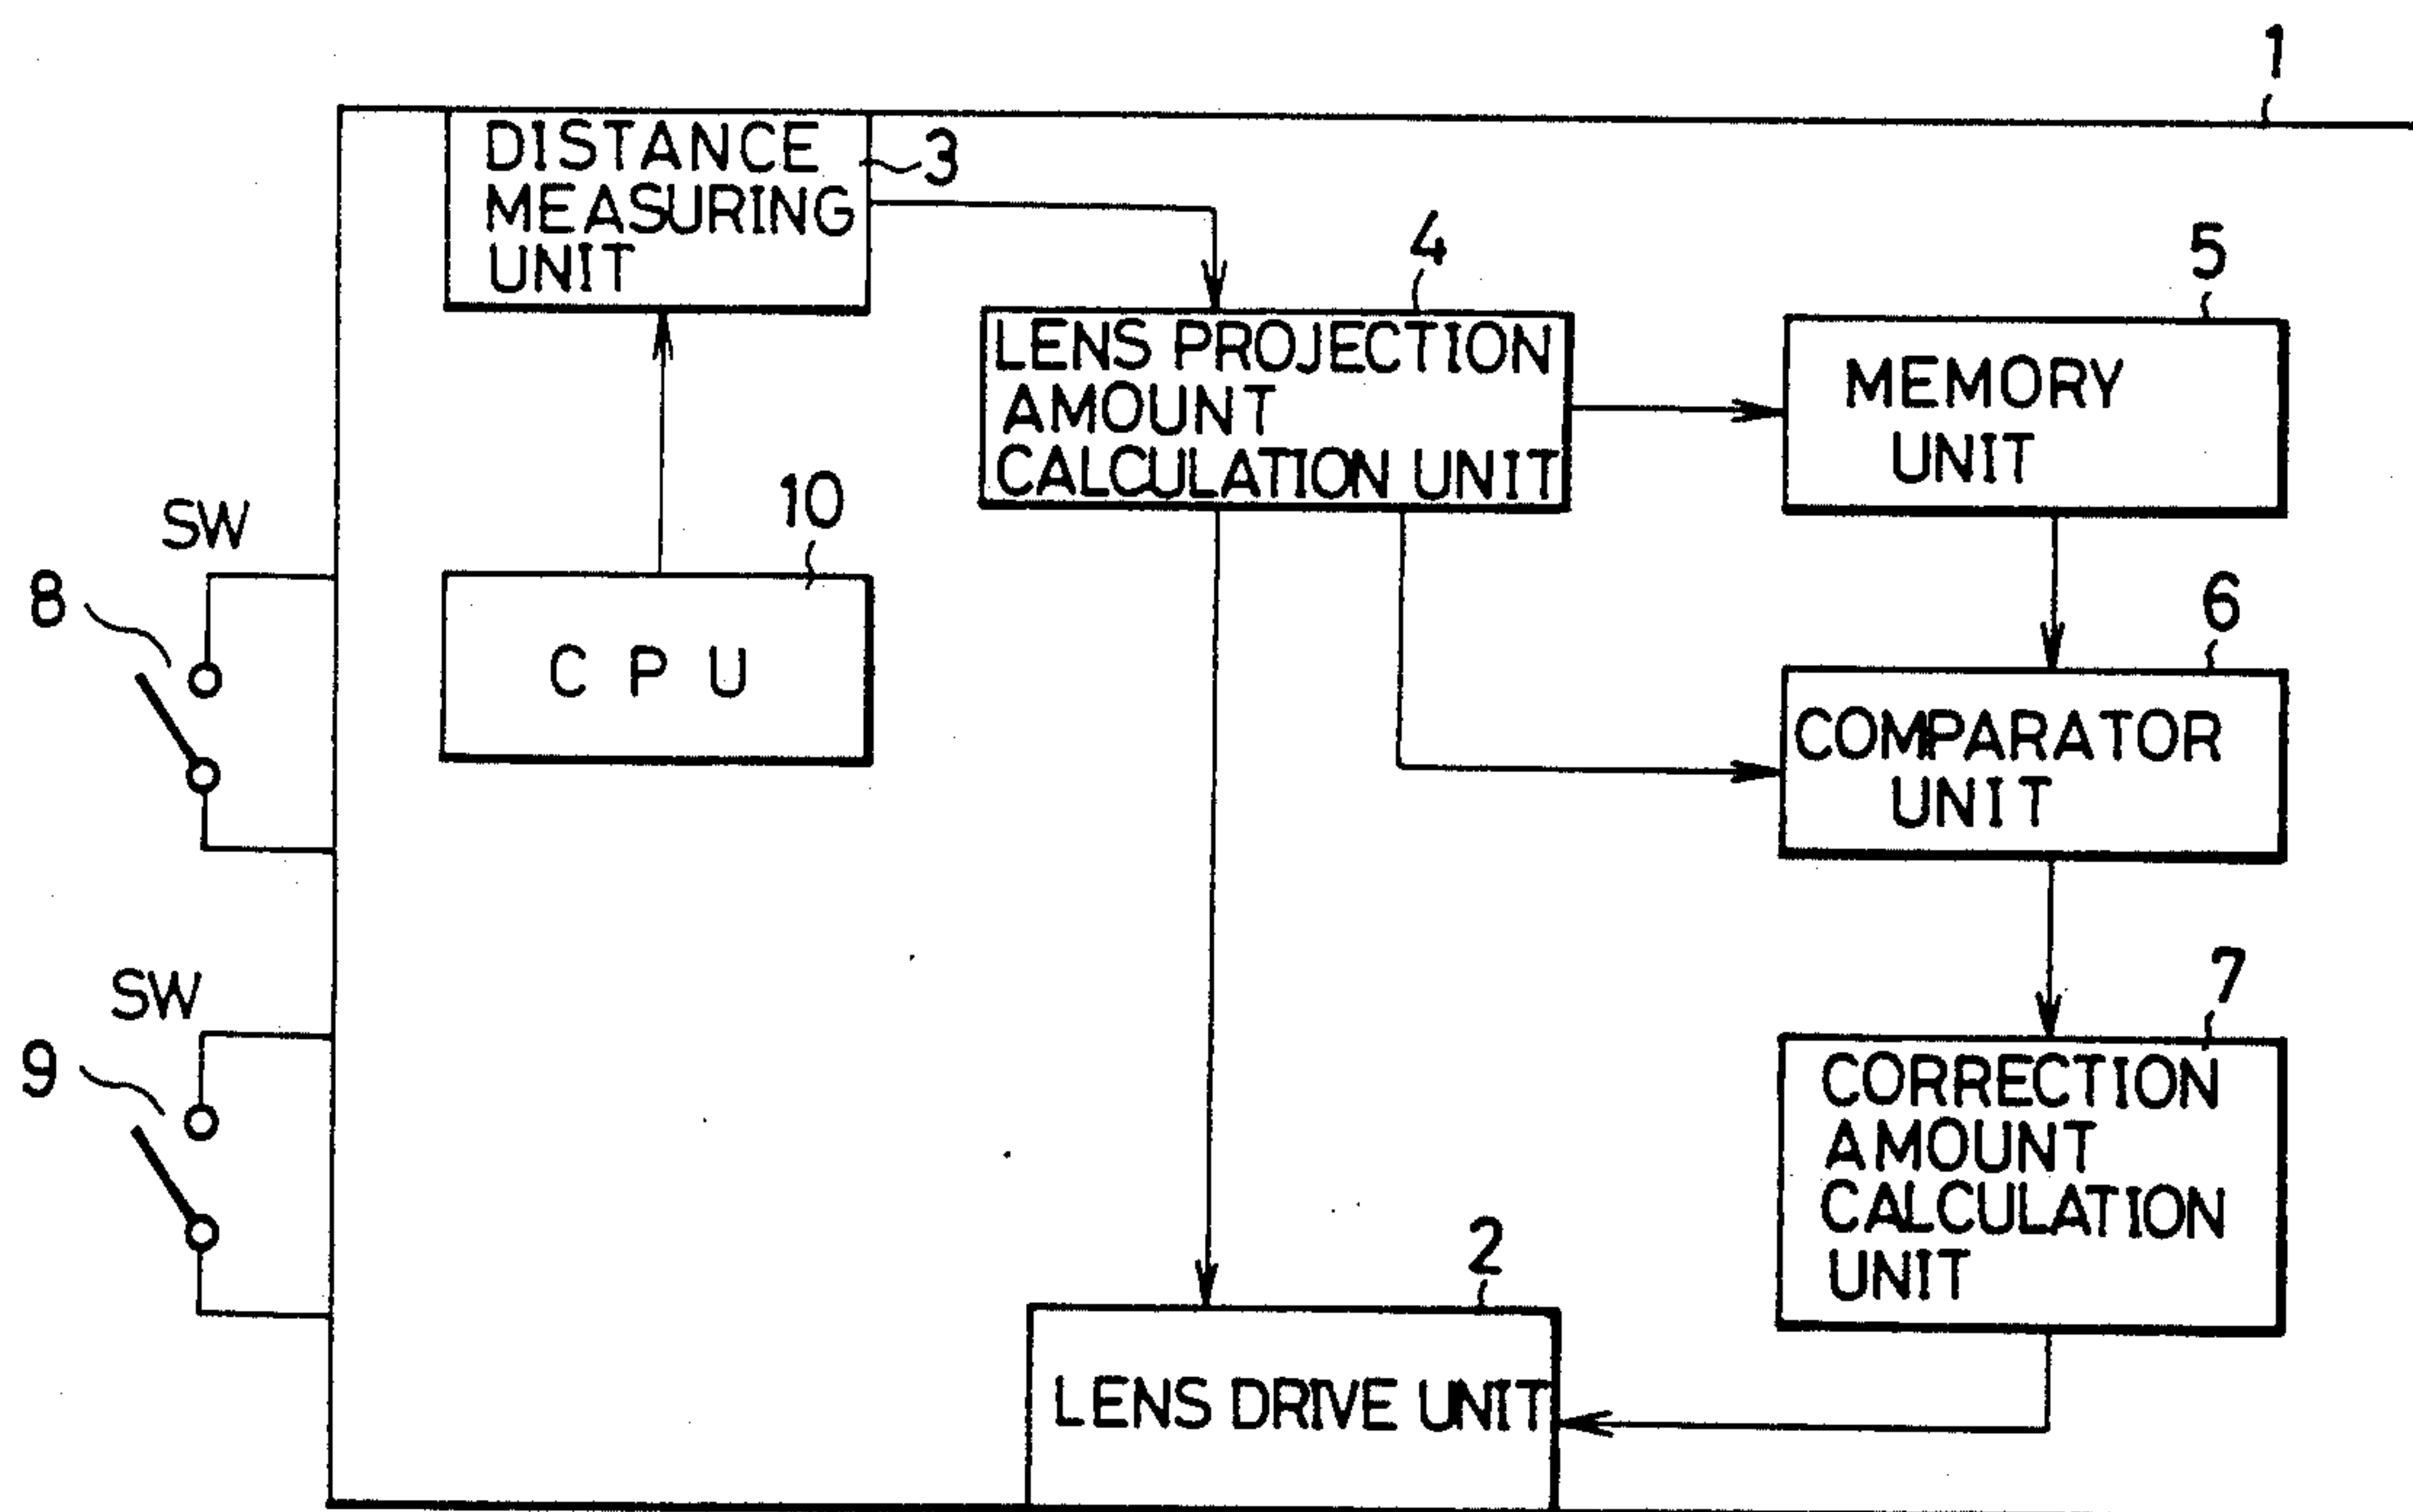 1
DISTANCE
MEASURING
UNIT
3
4
5
LENS PROJECTION
AMOUNT
CALCULATION UNIT
MEMORY
UNIT
10
SW
8
CPU
6
COMPARATOR
UNIT
SW
9
7
CORRECTION
AMOUNT
CALCULATION
UNIT
2
LENS DRIVE UNIT